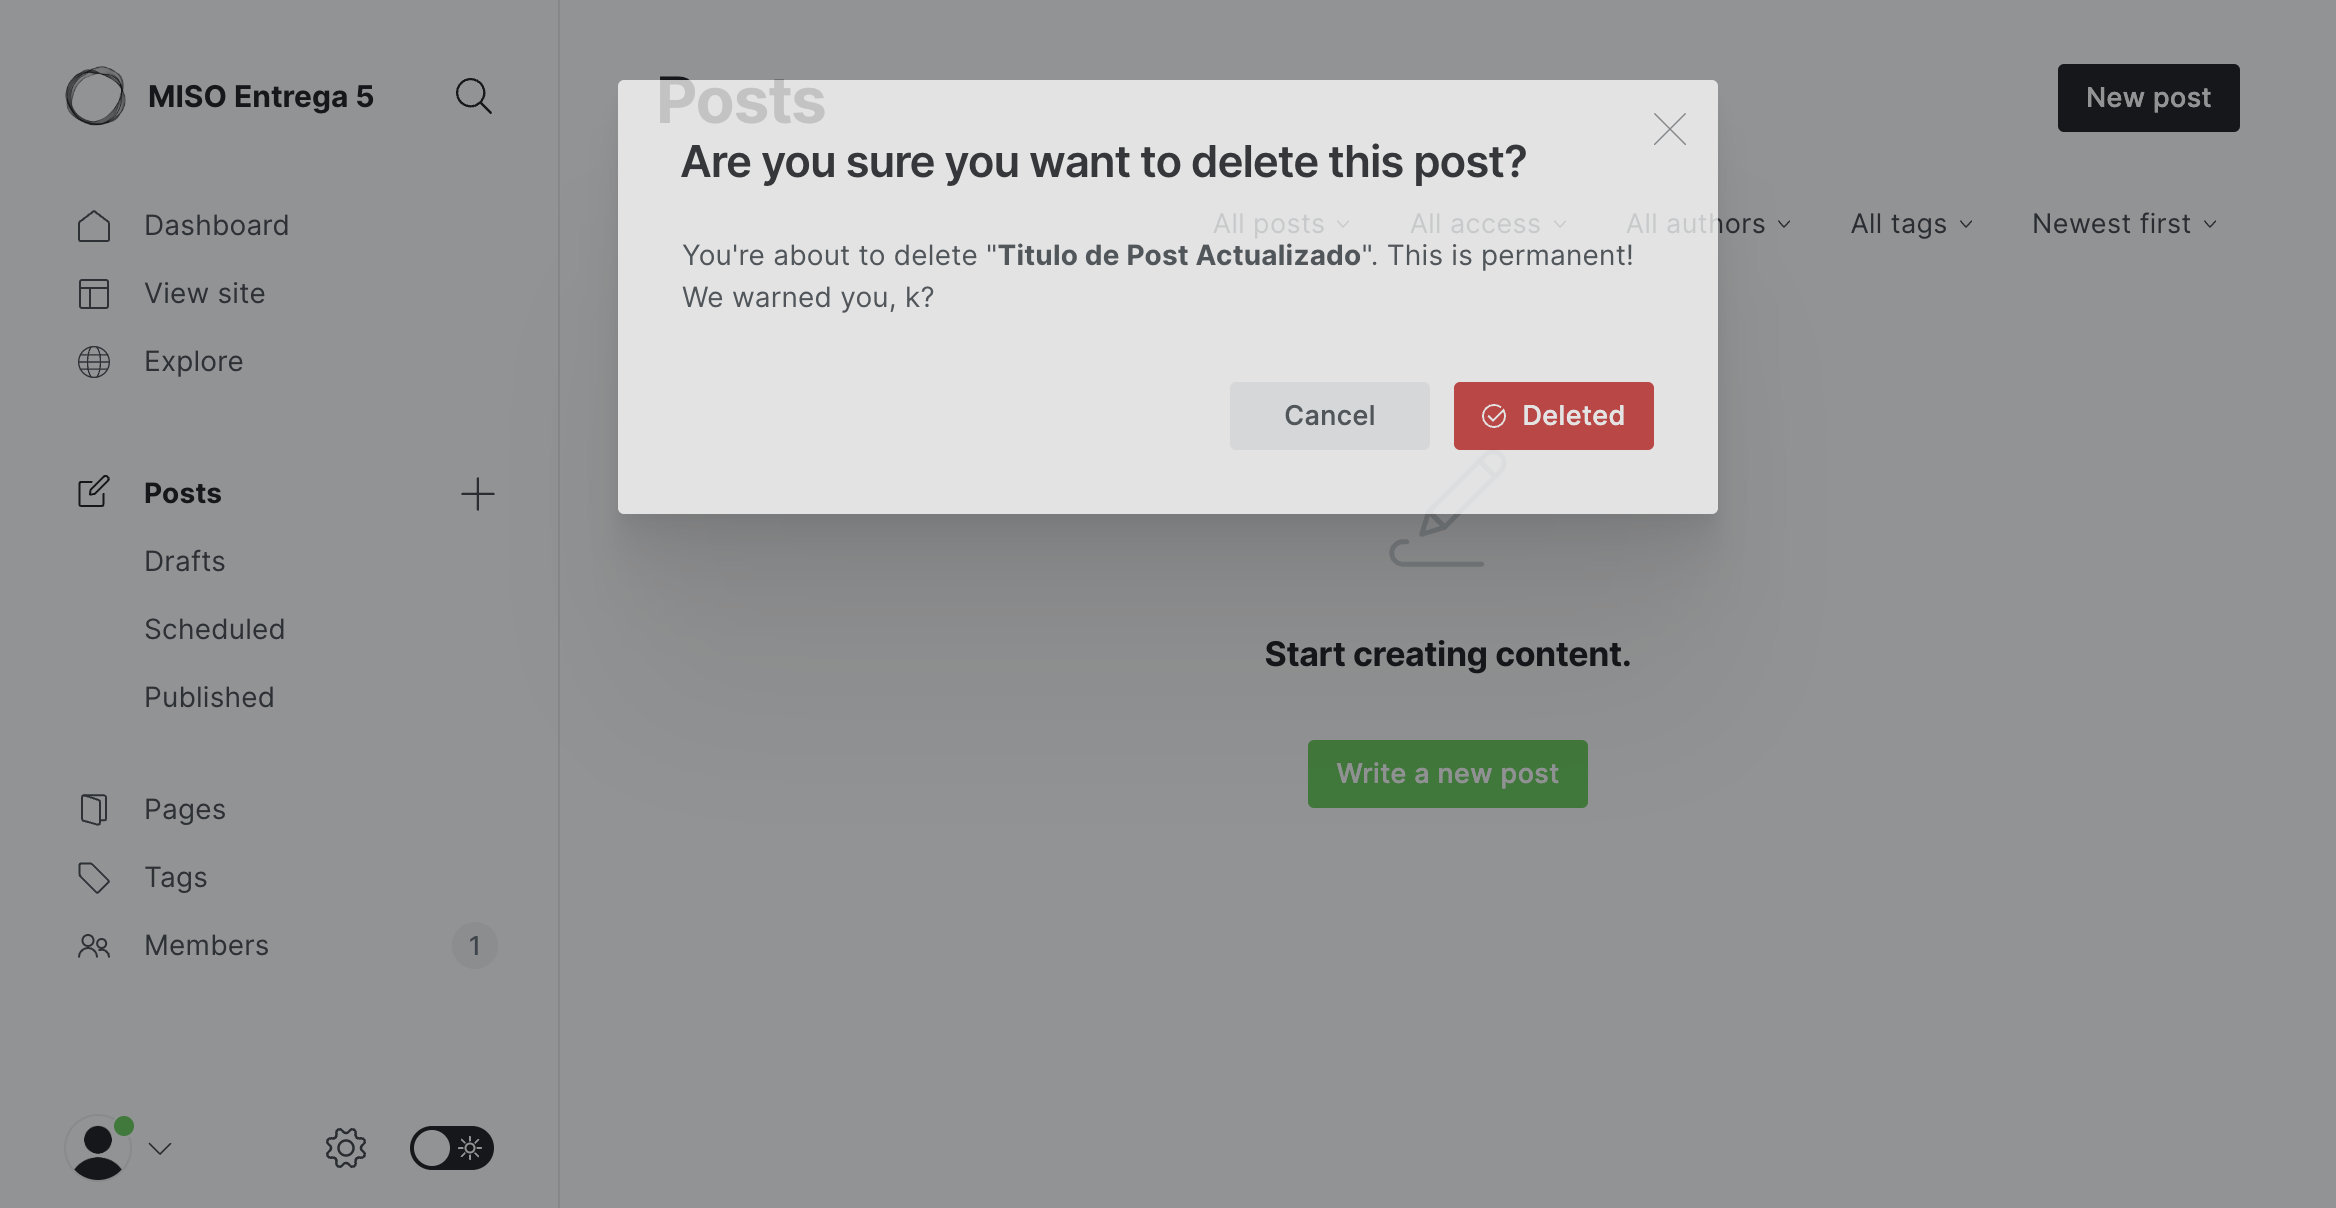 MISO Entrega 5
Dashboard
View site
Explore
Posts
Drafts
Scheduled
Published
Pages
Tags
Members
1
Posts
New post
All posts
All access
All authors
All tags
Newest first
Are you sure you want to delete this post?
You're about to delete "Titulo de Post Actualizado". This is permanent!
We warned you, k?
Cancel
Deleted
Start creating content.
Write a new post